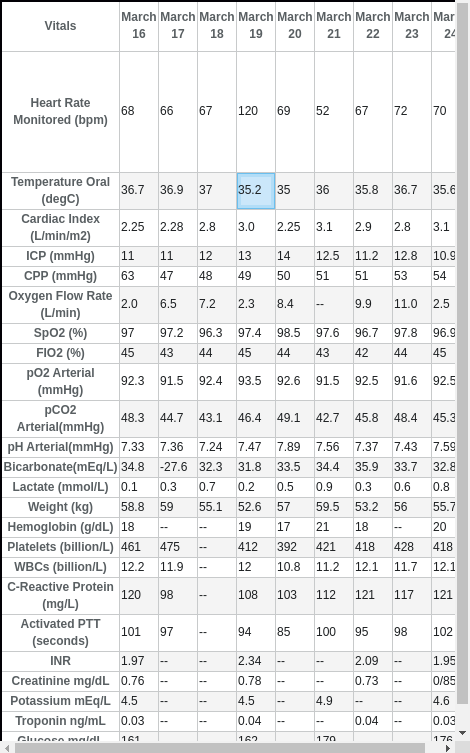 Vitals March 16 March 17 March 18 March 19 March 20 March 21 March 22 March 23 March 24
Heart Rate Monitored (bpm) 68 66 67 120 69 52 67 72 70
Temperature Oral (degC) 36.7 36.9 37 35.2 35 36 35.8 36.7 35.6
Cardiac Index (L/min/m2) 2.25 2.28 2.8 3.0 2.25 3.1 2.9 2.8 3.1
ICP (mmHg) 11 11 12 13 14 12.5 11.2 12.8 10.9
CPP (mmHg) 63 47 48 49 50 51 51 53 54
Oxygen Flow Rate (L/min) 2.0 6.5 7.2 2.3 8.4 -- 9.9 11.0 2.5
SpO2 (%) 97 97.2 96.3 97.4 98.5 97.6 96.7 97.8 96.9
FIO2 (%) 45 43 44 45 44 43 42 44 45
pO2 Arterial (mmHg) 92.3 91.5 92.4 93.5 92.6 91.5 92.5 91.6 92.5
pCO2 Arterial(mmHg) 48.3 44.7 43.1 46.4 49.1 42.7 45.8 48.4 45.3
pH Arterial(mmHg) 7.33 7.36 7.24 7.47 7.89 7.56 7.37 7.43 7.59
Bicarbonate(mEq/L) 34.8 -27.6 32.3 31.8 33.5 34.4 35.9 33.7 32.8
Lactate (mmol/L) 0.1 0.3 0.7 0.2 0.5 0.9 0.3 0.6 0.8
Weight (kg) 58.8 59 55.1 52.6 57 59.5 53.2 56 55.7
Hemoglobin (g/dL) 18 -- -- 19 17 21 18 -- 20
Platelets (billion/L) 461 475 -- 412 392 421 418 428 418
WBCs (billion/L) 12.2 11.9 -- 12 10.8 11.2 12.1 11.7 12.1
C-Reactive Protein (mg/L) 120 98 -- 108 103 112 121 117 121
Activated PTT (seconds) 101 97 -- 94 85 100 95 98 102
INR 1.97 -- -- 2.34 -- -- 2.09 -- 1.95
Creatinine mg/dL 0.76 -- -- 0.78 -- -- 0.73 -- 0/85
Potassium mEq/L 4.5 -- -- 4.5 -- 4.9 -- -- 4.6
Troponin ng/mL 0.03 -- -- 0.04 -- -- 0.04 -- 0.03
Glucose mg/dL 161 -- -- 162 -- 179 -- -- 176